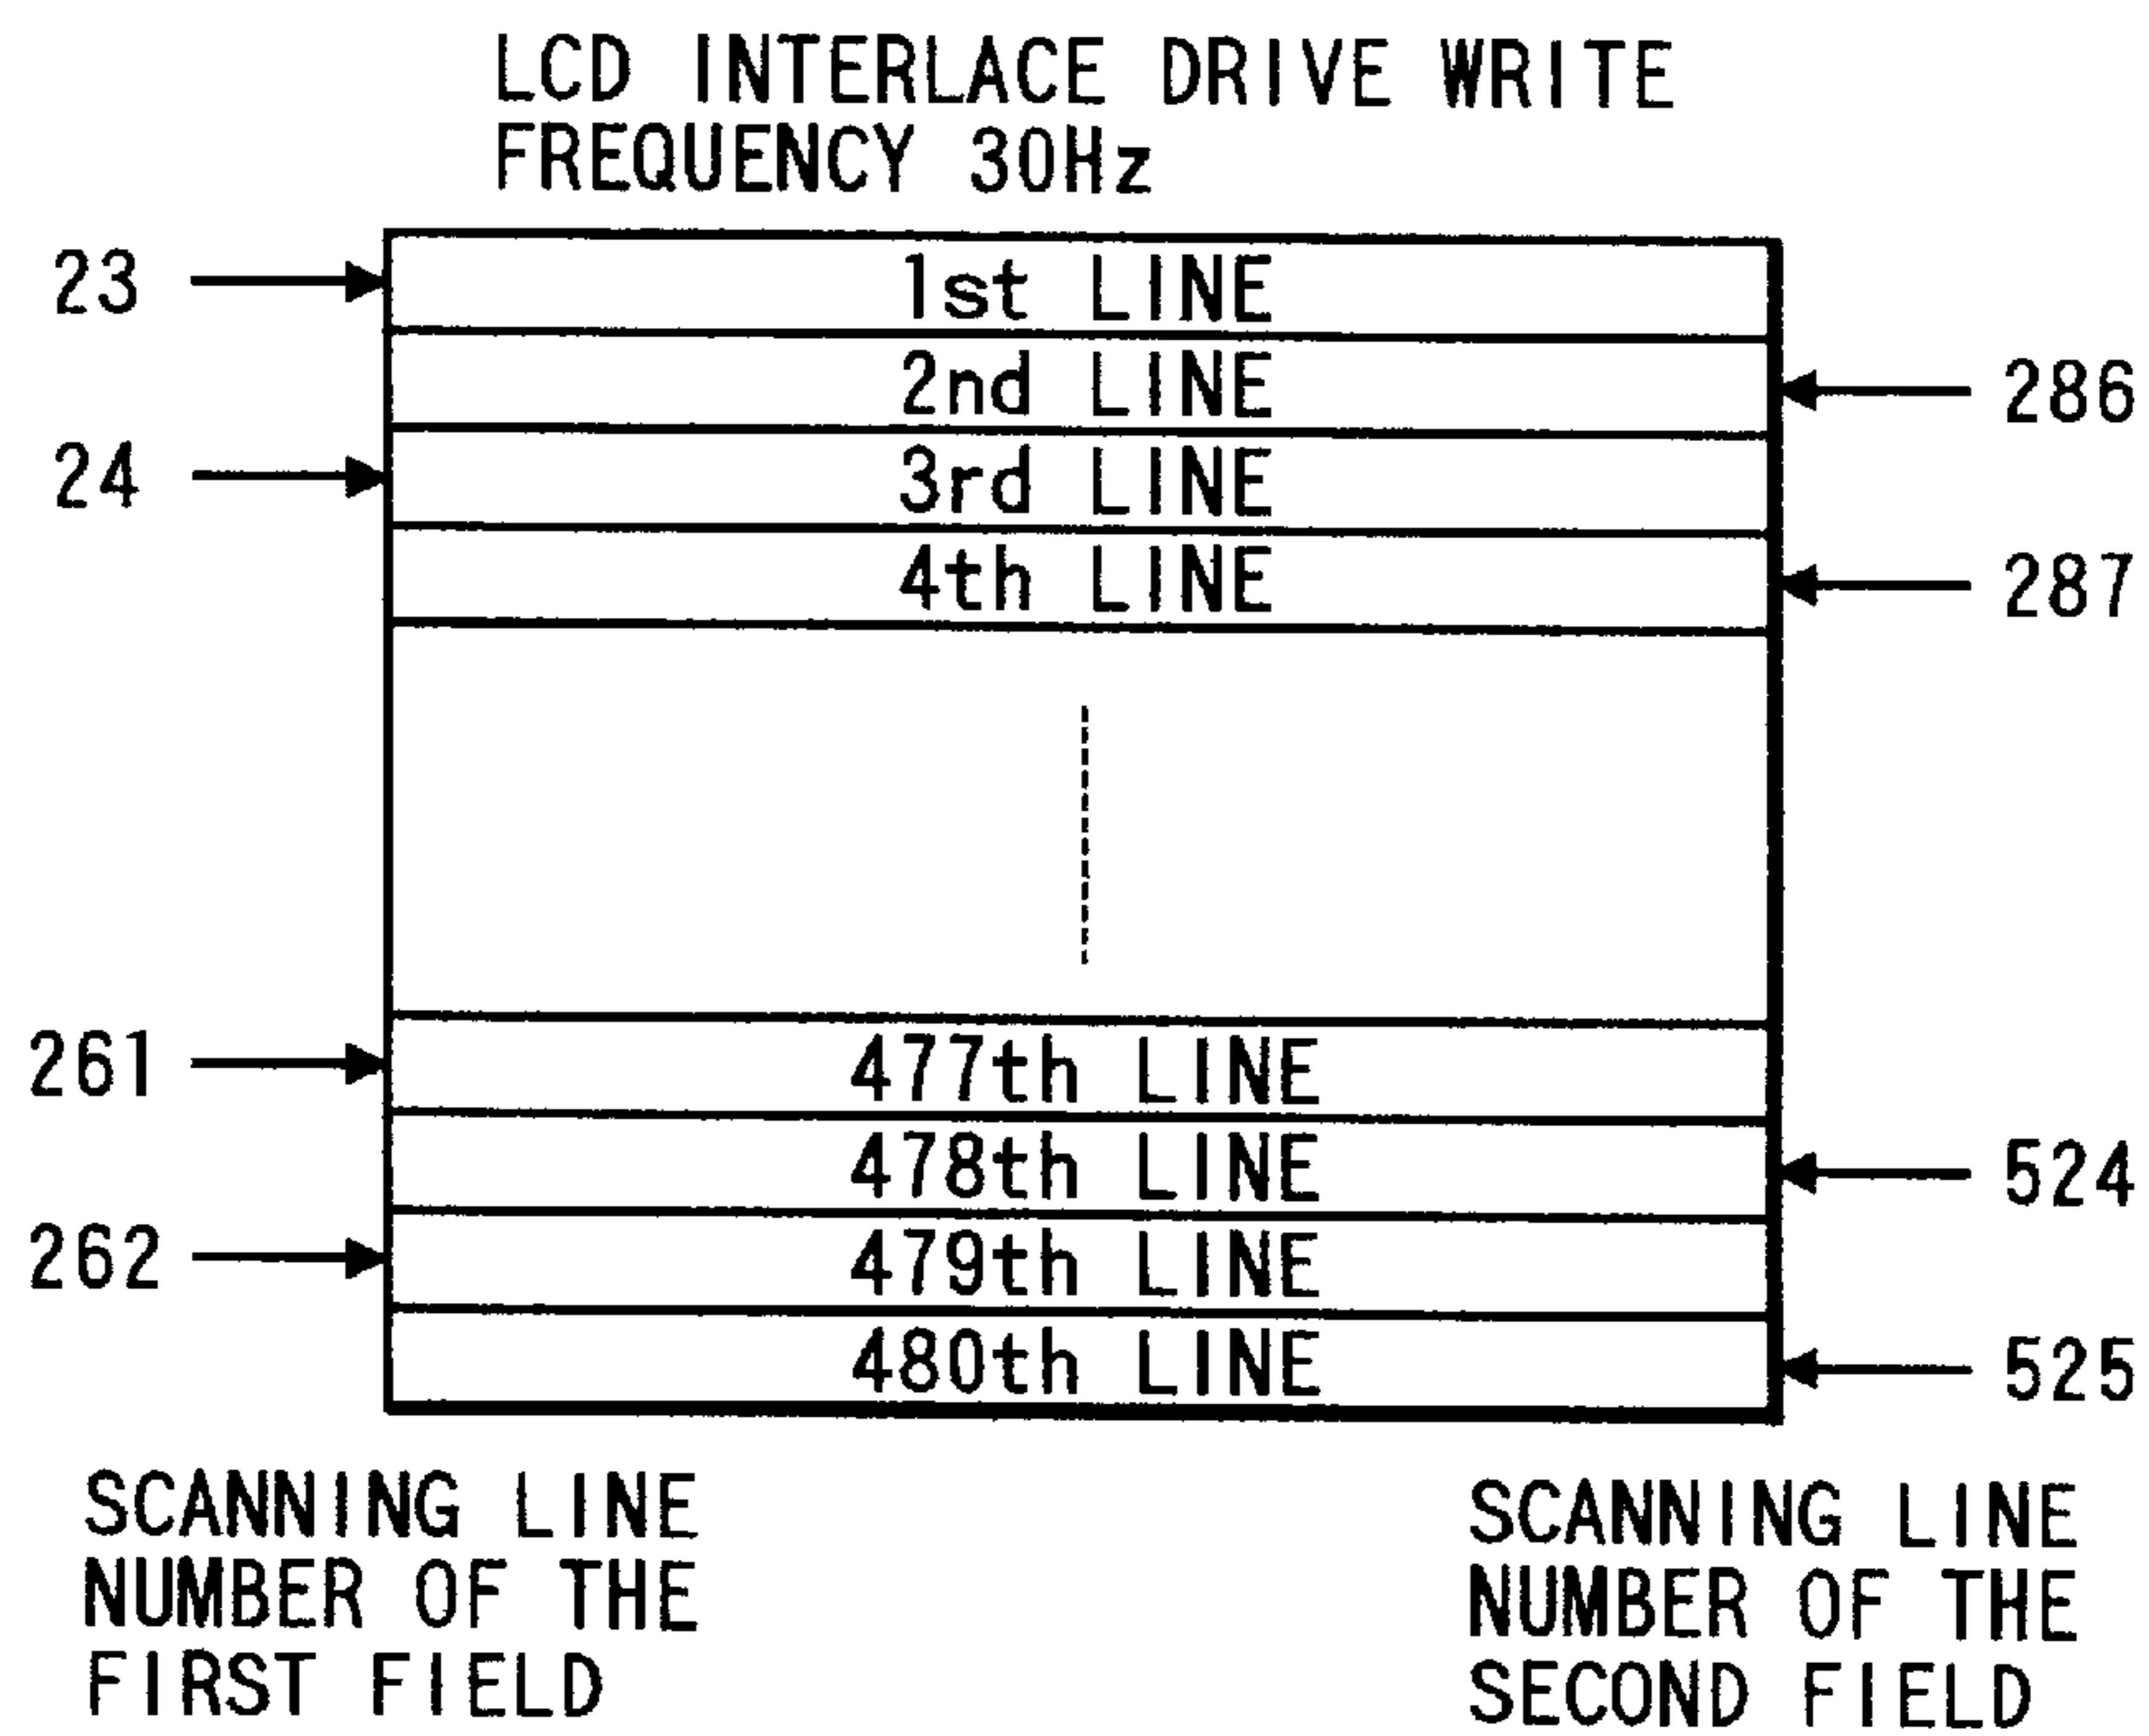 LCD INTERLACE DRIVE WRITE
FREQUENCY 30Hz
23
1st LINE
2nd LINE
286
24
3rd LINE
4th LINE
287
261
477th LINE
478th LINE
524
262
479th LINE
480th LINE
525
SCANNING LINE
NUMBER OF THE
FIRST FIELD
SCANNING LINE
NUMBER OF THE
SECOND FIELD